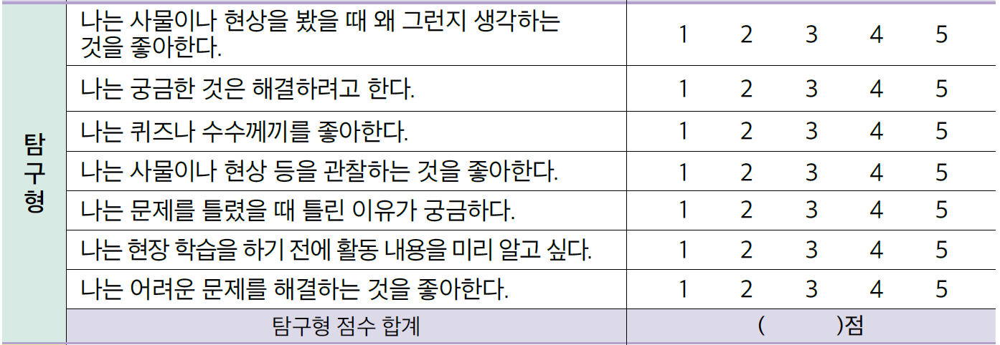 탐구형
나는 사물이나 현상을 봤을 때 왜 그런지 생각하는
것을 좋아한다.
1 2 3 4 5
나는 궁금한 것은 해결하려고 한다.
1 2 3 4 5
나는 퀴즈나 수수께끼를 좋아한다.
1 2 3 4 5
나는 사물이나 현상 등을 관찰하는 것을 좋아한다.
1 2 3 4 5
나는 문제를 틀렸을 때 틀린 이유가 궁금하다.
1 2 3 4 5
나는 현장 학습을 하기 전에 활동 내용을 미리 알고 싶다.
1 2 3 4 5
나는 어려운 문제를 해결하는 것을 좋아한다.
1 2 3 4 5
탐구형 점수 합계
( )점